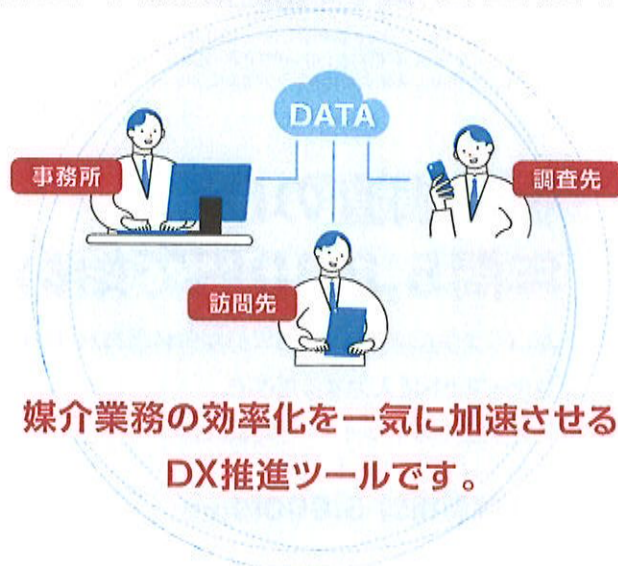 DATA
事務所
調査先
訪問先
媒介業務の効率化を一気に加速させる
DX推進ツールです。